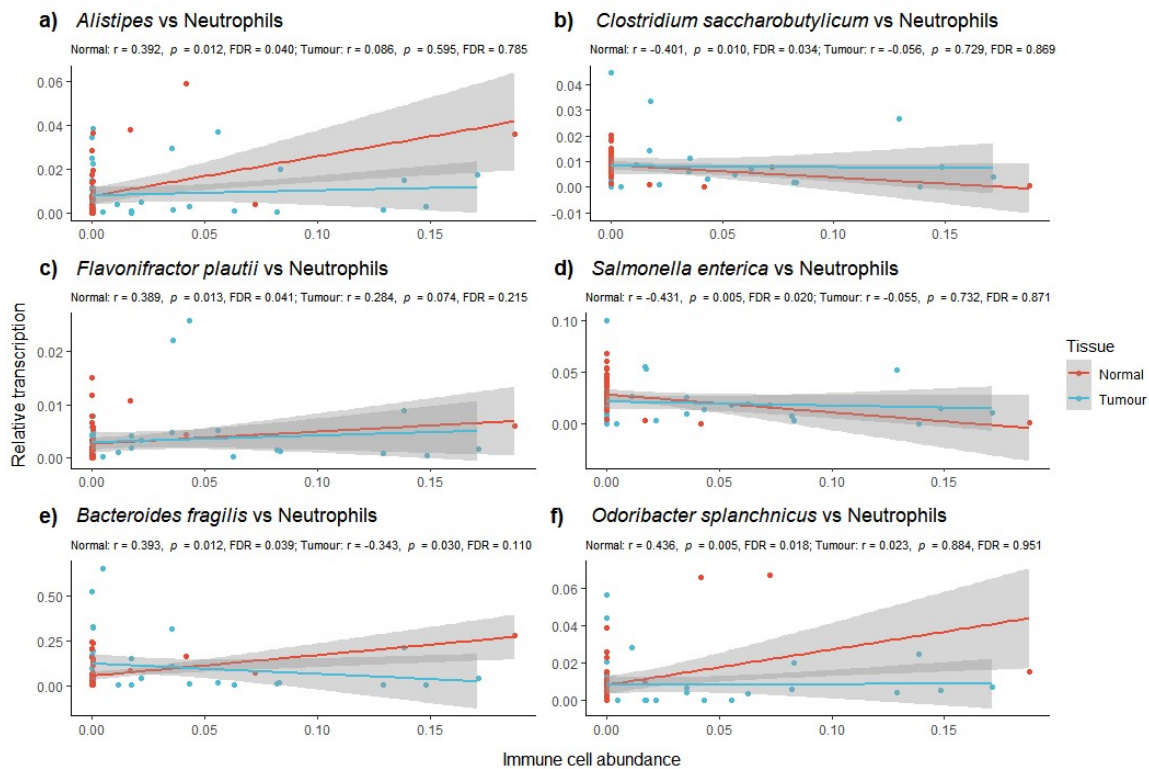 a) Alistipes vs Neutrophils
Normal: r = 0.392, p = 0.012, FDR = 0.040; Tumour: r = 0.086, p = 0.595, FDR = 0.785
0.06
0.04
0.02
0.00
0.00 0.05 0.10 0.15
b) Clostridium saccharobutylicum vs Neutrophils
Normal: r = −0.401, p = 0.010, FDR = 0.034; Tumour: r = −0.056, p = 0.729, FDR = 0.869
0.04
0.03
0.02
0.01
0.00
-0.01
0.00 0.05 0.10 0.15
c) Flavonifractor plautii vs Neutrophils
Normal: r = 0.389, p = 0.013, FDR = 0.041; Tumour: r = 0.284, p = 0.074, FDR = 0.215
0.02
0.01
0.00
0.00 0.05 0.10 0.15
d) Salmonella enterica vs Neutrophils
Normal: r = −0.431, p = 0.005, FDR = 0.020; Tumour: r = −0.055, p = 0.732, FDR = 0.871
0.10
0.05
0.00
0.00 0.05 0.10 0.15
e) Bacteroides fragilis vs Neutrophils
Normal: r = 0.393, p = 0.012, FDR = 0.039; Tumour: r = −0.343, p = 0.030, FDR = 0.110
0.50
0.25
0.00
0.00 0.05 0.10 0.15
f) Odoribacter splanchnicus vs Neutrophils
Normal: r = 0.436, p = 0.005, FDR = 0.018; Tumour: r = 0.023, p = 0.884, FDR = 0.951
0.06
0.04
0.02
0.00
0.00 0.05 0.10 0.15
Relative transcription
Immune cell abundance
Tissue
Normal
Tumour